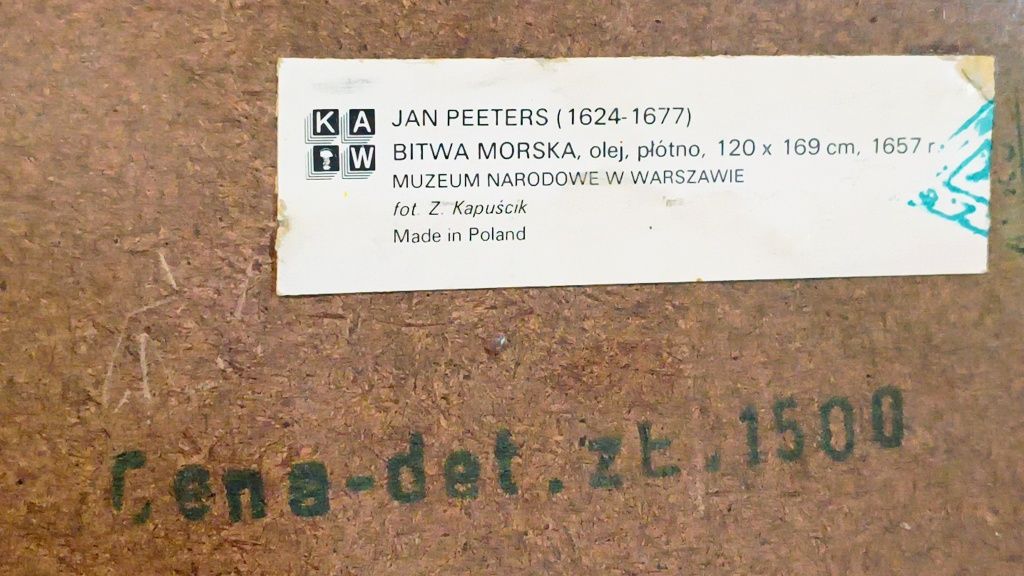 KA
W
JAN PEETERS (1624-1677)
BITWA MORSKA, olej, płótno, 120 x 169 cm, 1657 r.
MUZEUM NARODOWE W WARSZAWIE
fot. Z. Kapuścik
Made in Poland
Cena-det.zł.1500